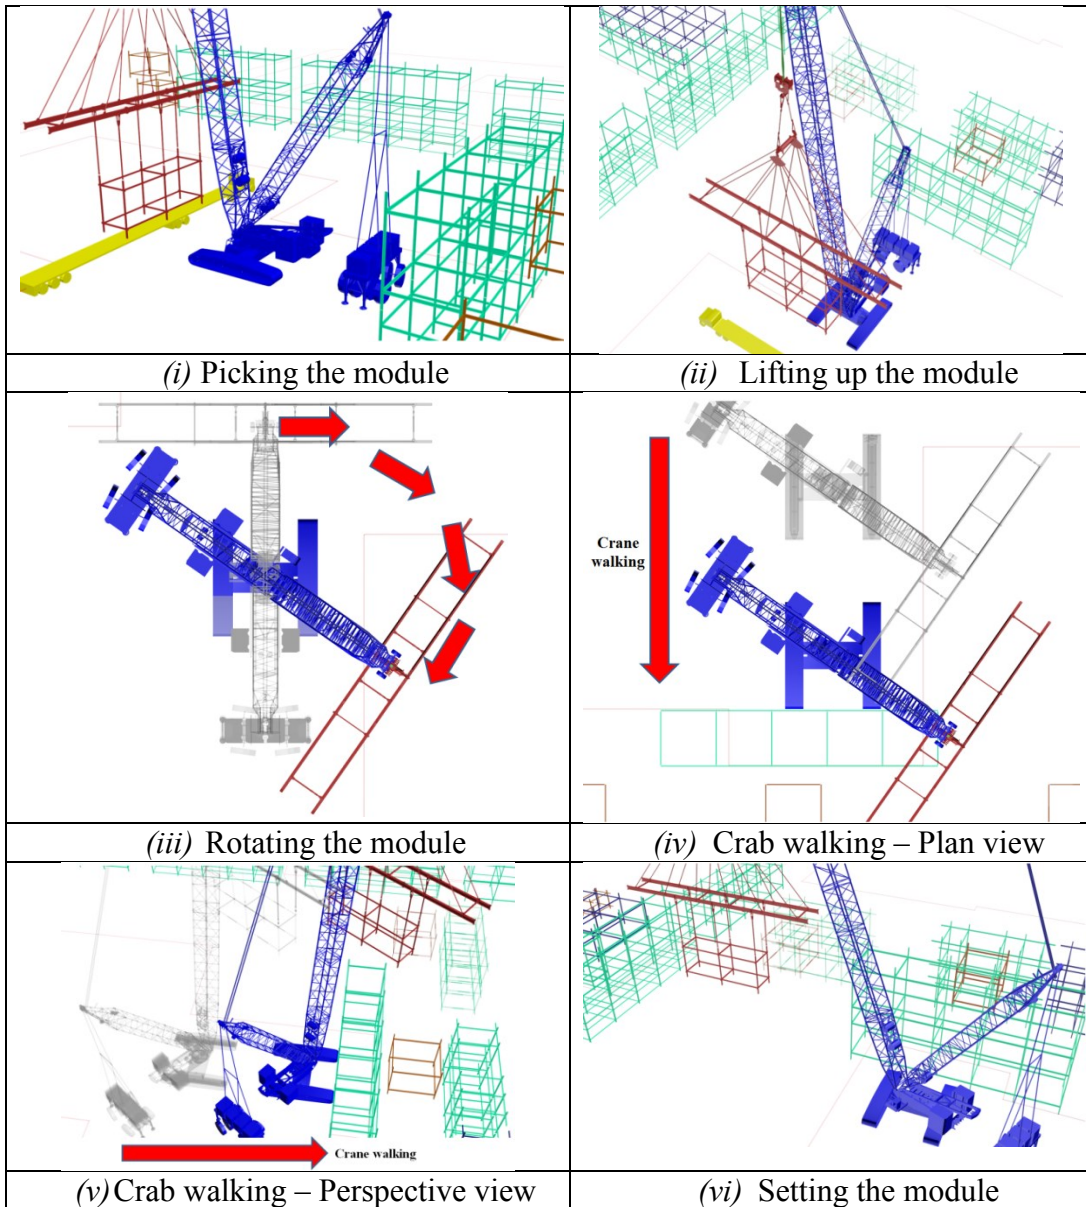 (i) Picking the module
(ii) Lifting up the module
(iii) Rotating the module
Crane
walking
(iv) Crab walking – Plan view
Crane walking
(v) Crab walking – Perspective view
(vi) Setting the module